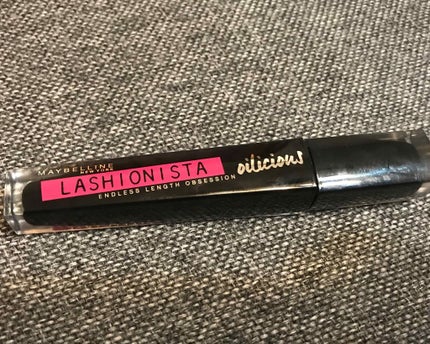 MAYBELLINE
NEW YORK
LASHIONISTA
oilicious
ENDLESS LENGTH OBSESSION